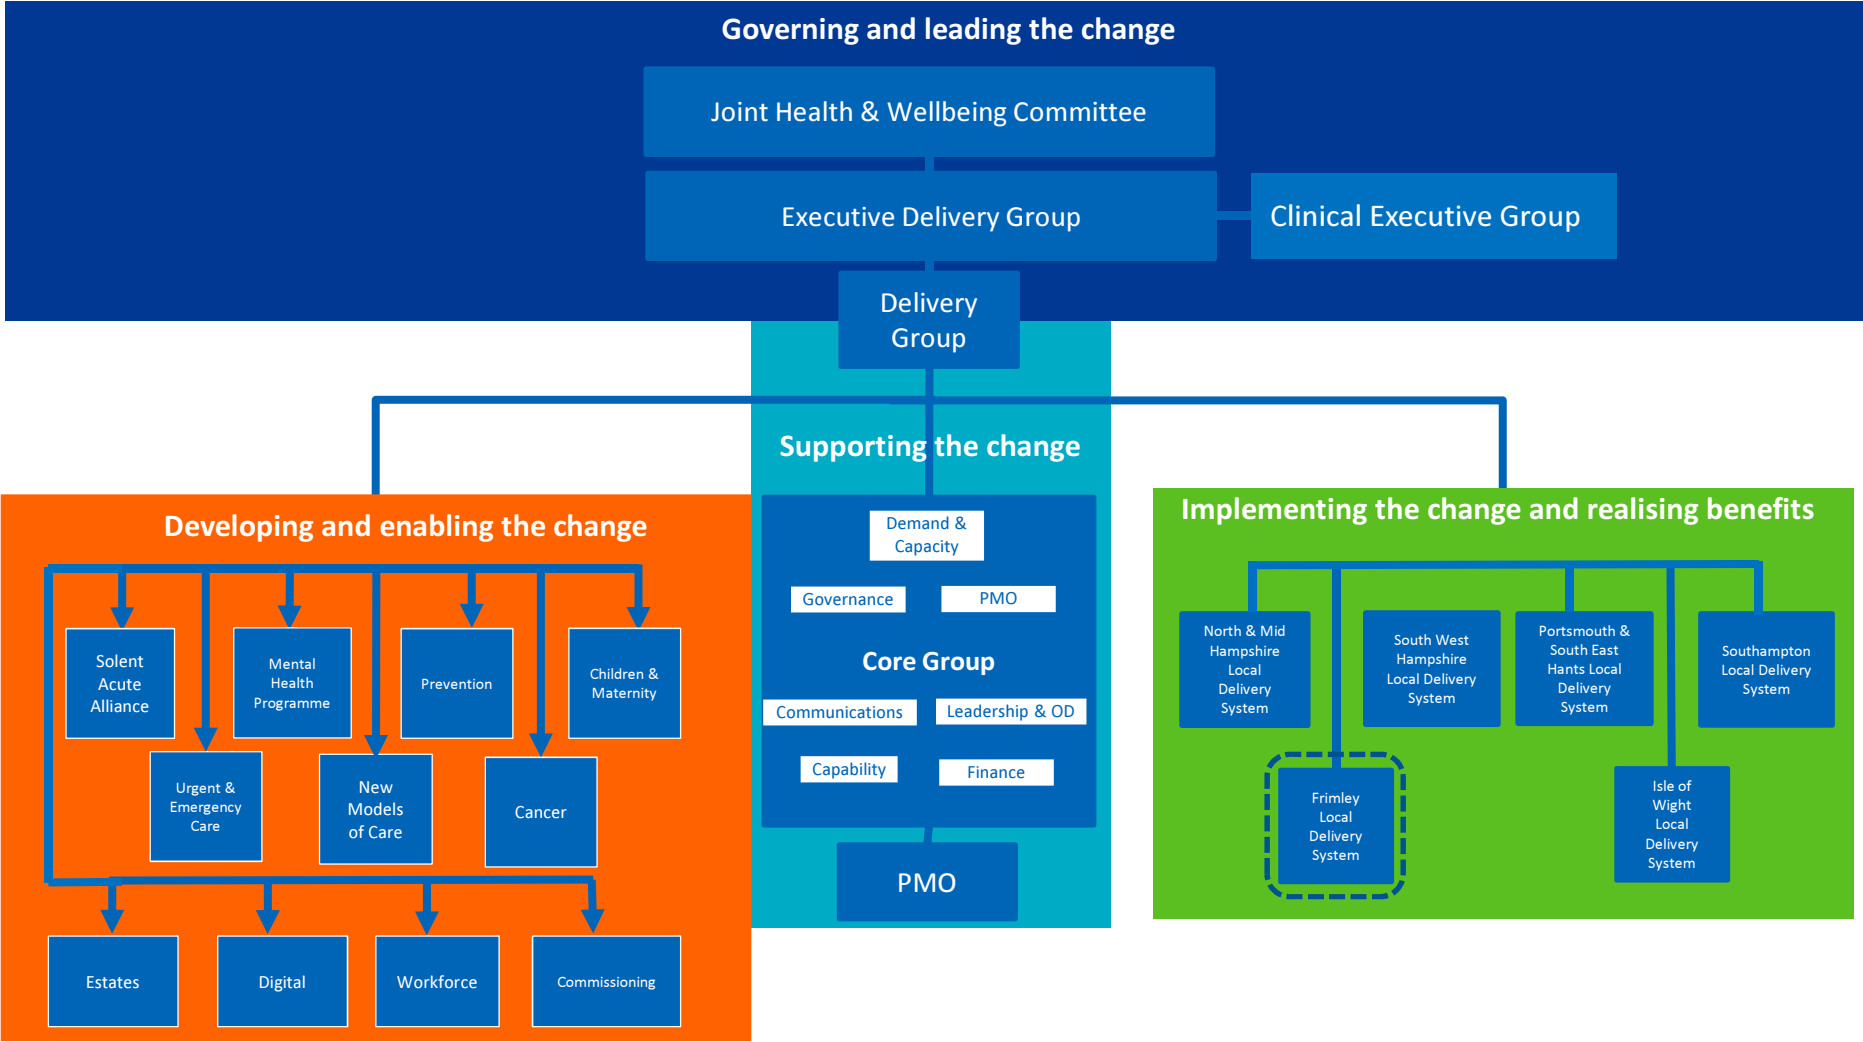 Governing and leading the change
Joint Health & Wellbeing Committee
Executive Delivery Group
Clinical Executive Group
Delivery
Group
Supporting the change
Demand &
Capacity
Governance
PMO
Core Group
Communications
Leadership & OD
Capability
Finance
PMO
Developing and enabling the change
Solent
Acute
Alliance
Mental
Health
Programme
Prevention
Children &
Maternity
Urgent &
Emergency
Care
New
Models
of Care
Cancer
Estates
Digital
Workforce
Commissioning
Implementing the change and realising benefits
North & Mid
Hampshire
Local
Delivery
System
South West
Hampshire
Local Delivery
System
Portsmouth &
South East
Hants Local
Delivery
System
Southampton
Local Delivery
System
Frimley
Local
Delivery
System
Isle of
Wight
Local
Delivery
System